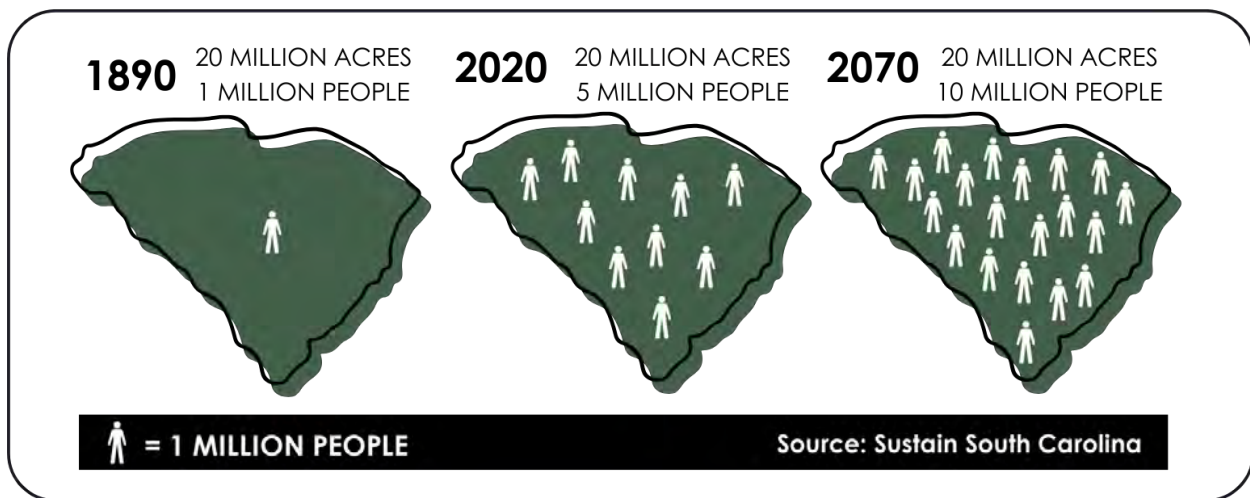 1890
20 MILLION ACRES
1 MILLION PEOPLE
2020
20 MILLION ACRES
5 MILLION PEOPLE
2070
20 MILLION ACRES
10 MILLION PEOPLE
= 1 MILLION PEOPLE
Source: Sustain South Carolina